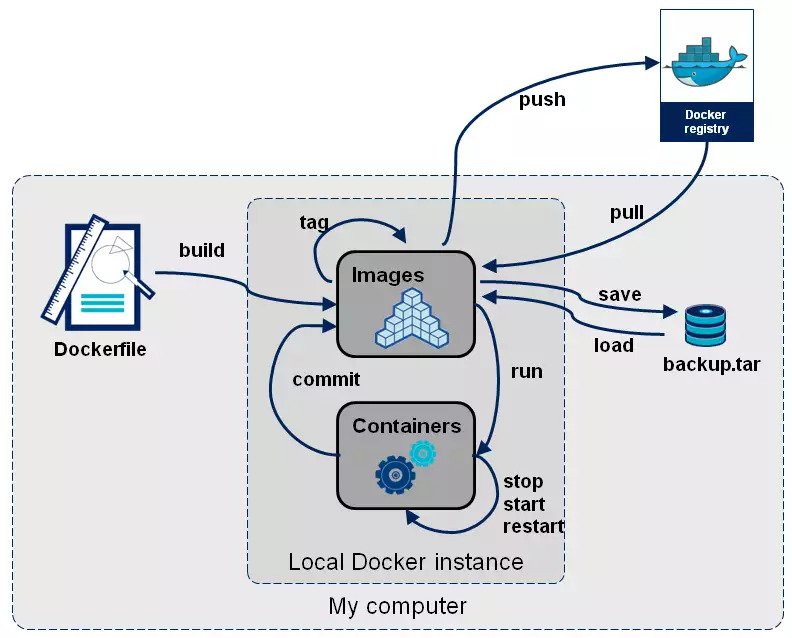 push
Docker
registry
pull
tag
build
Images
save
load
Dockerfile
backup.tar
commit
run
Containers
stop
start
restart
Local Docker instance
My computer